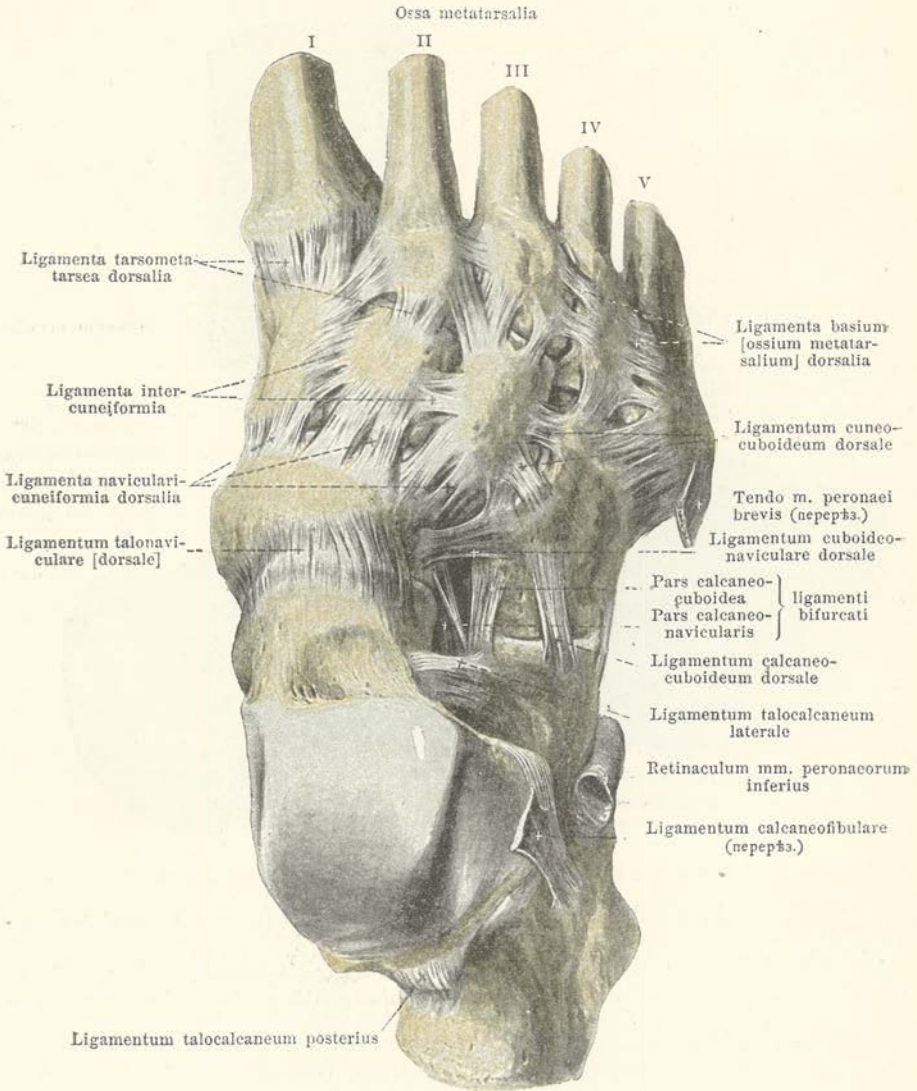 Ossa metatarsalia
I
II
III
IV
V
Ligamenta tarsometa-
tarsea dorsalia
Ligamenta inter-
cuneiformia
Ligamenta naviculari-
cuneiformia dorsalia
Ligamentum talonavi-
culare [dorsale]
Ligamentum talocalcaneum posterius
Ligamenta basium
[ossium metatar-
salium] dorsalia
Ligamentum cuneo-
cuboideum dorsale
Tendo m. peronaei
brevis (перерѣз.)
Ligamentum cuboideo-
naviculare dorsale
Pars calcaneo-
cuboidea
Pars calcaneo-
navicularis
ligamenti
bifurcati
Ligamentum calcaneo-
cuboideum dorsale
Ligamentum talocalcaneum
laterale
Retinaculum mm. peronaeorum
inferius
Ligamentum calcaneofibulare
(перерѣз.)